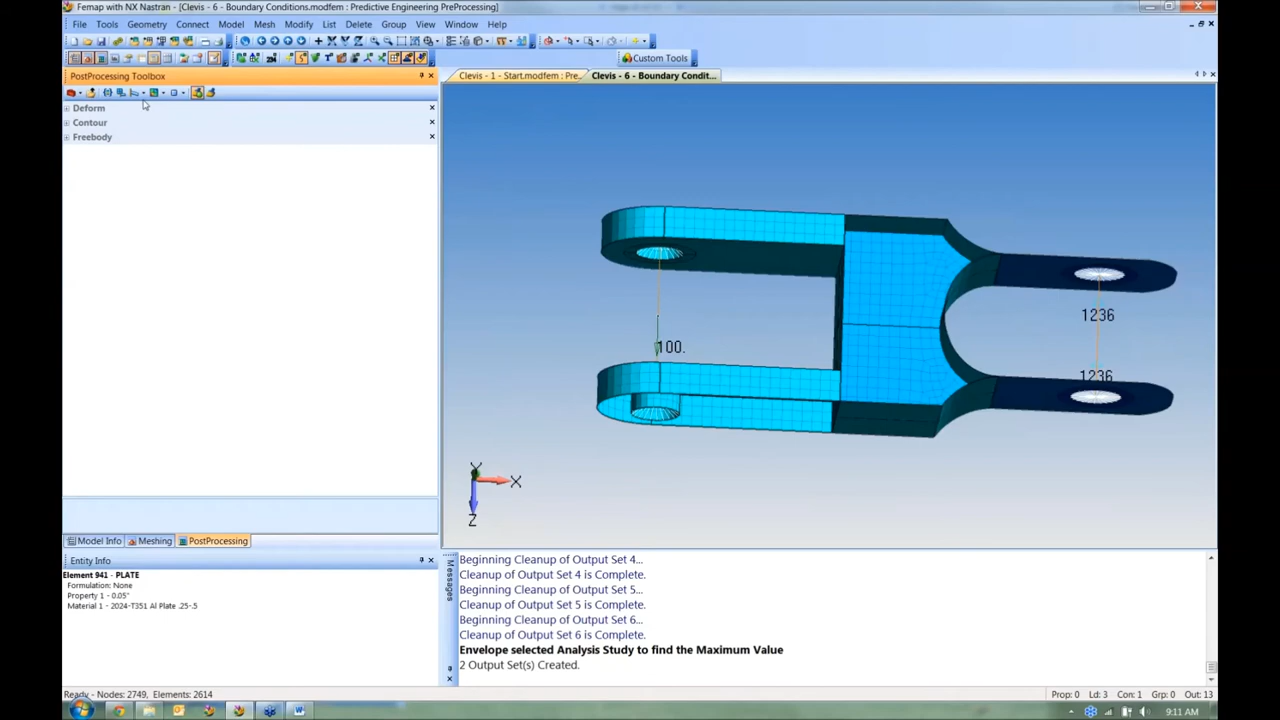 Femap with NX Nastran - [Clevis - 6 - Boundary Conditions.modfem : Predictive Engineering PreProcessing]
File Tools Geometry Connect Model Mesh Modify List Delete Group View Window Help
Custom Tools
PostProcessing Toolbox
Clevis - 1 - Start.modfem : Pre... Clevis - 6 - Boundary Condit...
Deform
Contour
Freebody
1236
100.
1236
Y
X
Z
Model Info Meshing PostProcessing
Entity Info
Element 941 - PLATE
Formulation: None
Property 1 - 0.05"
Material 1 - 2024-T351 Al Plate .25-.5
Messages
Beginning Cleanup of Output Set 4...
Cleanup of Output Set 4 is Complete.
Beginning Cleanup of Output Set 5...
Cleanup of Output Set 5 is Complete.
Beginning Cleanup of Output Set 6...
Cleanup of Output Set 6 is Complete.
Envelope selected Analysis Study to find the Maximum Value
2 Output Set(s) Created.
Ready - Nodes: 2749, Elements: 2614 Prop: 0 Ld: 3 Con: 1 Grp: 0 Out: 13
9:11 AM